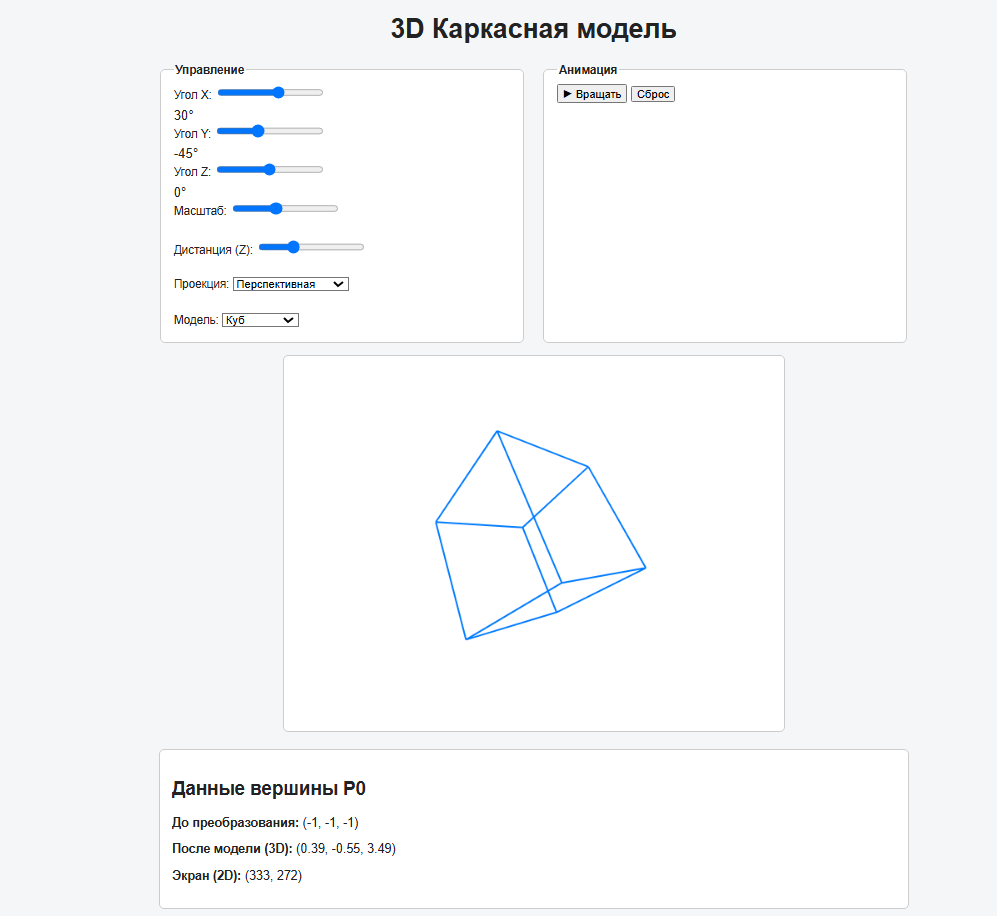 3D Каркасная модель
Управление
Угол X:
30°
Угол Y:
-45°
Угол Z:
0°
Масштаб:
Дистанция (Z):
Проекция: Перспективная
Модель: Куб
Анимация
▶ Вращать Сброс
Данные вершины P0
До преобразования: (-1, -1, -1)
После модели (3D): (0.39, -0.55, 3.49)
Экран (2D): (333, 272)